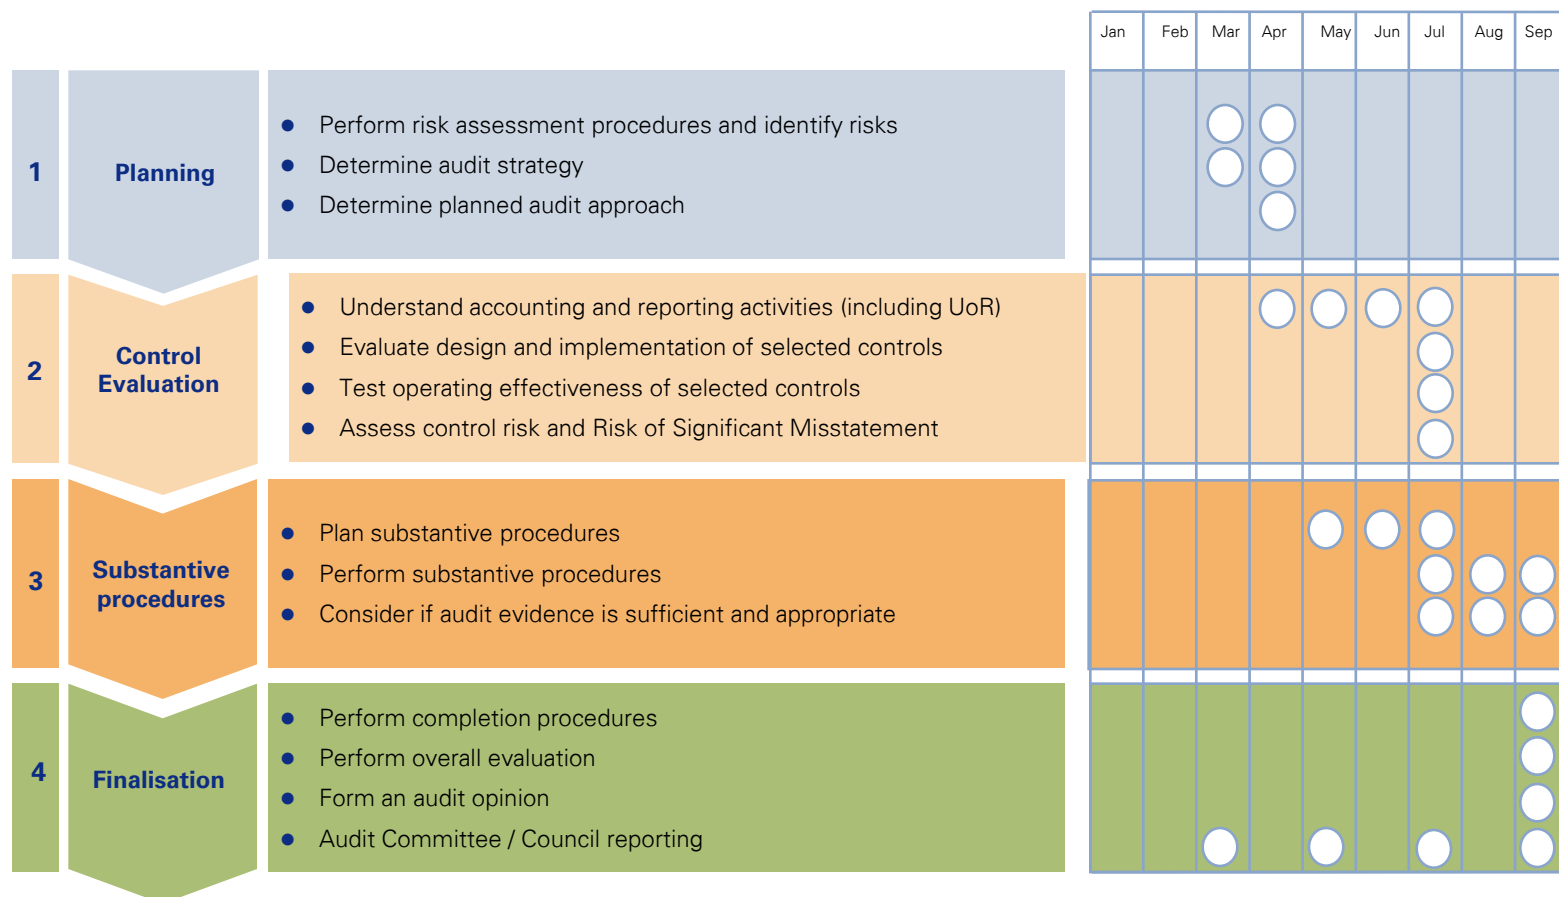 Jan Feb Mar Apr May Jun Jul Aug Sep
1
Planning
Perform risk assessment procedures and identify risks
Determine audit strategy
Determine planned audit approach
2
Control
Evaluation
Understand accounting and reporting activities (including UoR)
Evaluate design and implementation of selected controls
Test operating effectiveness of selected controls
Assess control risk and Risk of Significant Misstatement
3
Substantive
procedures
Plan substantive procedures
Perform substantive procedures
Consider if audit evidence is sufficient and appropriate
4
Finalisation
Perform completion procedures
Perform overall evaluation
Form an audit opinion
Audit Committee / Council reporting